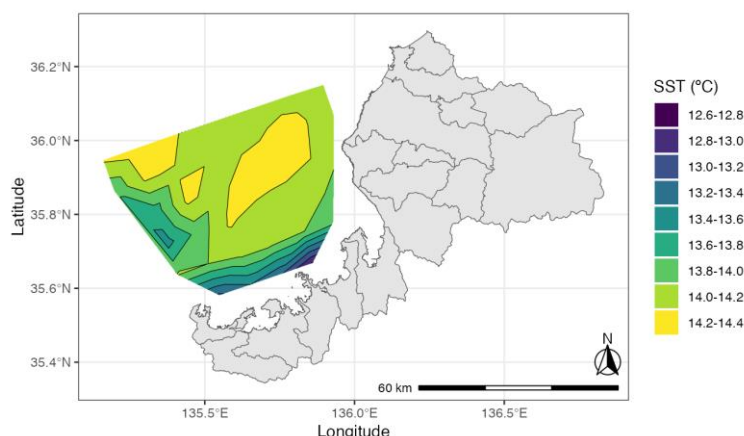 36.2°N
36.0°N
35.8°N
35.6°N
35.4°N
Latitude
135.5°E
136.0°E
136.5°E
Longitude
N
60 km
SST (°C)
12.6-12.8
12.8-13.0
13.0-13.2
13.2-13.4
13.4-13.6
13.6-13.8
13.8-14.0
14.0-14.2
14.2-14.4